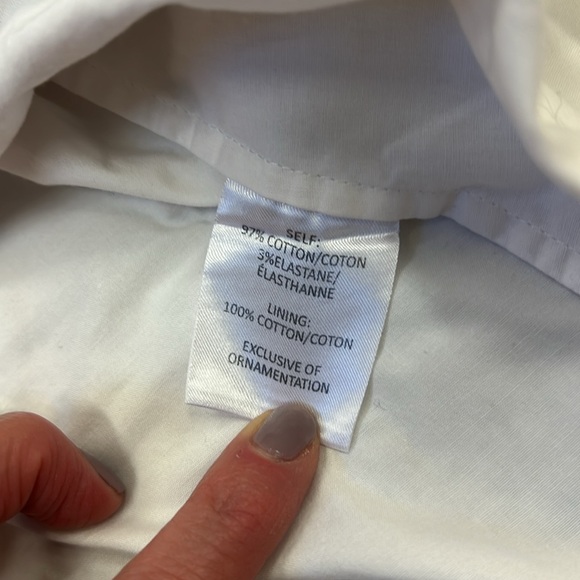 SELF:
97% COTTON/COTON
3%ELASTANE/
ÉLASTHANNE
LINING:
100% COTTON/COTON
EXCLUSIVE OF
ORNAMENTATION